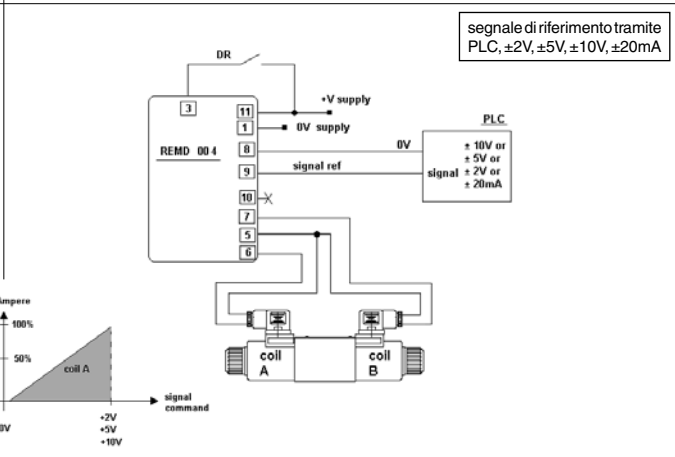 segnale di riferimento tramite
PLC, ±2V, ±5V, ±10V, ±20mA
DR
3
11
+V supply
1
0V supply
PLC
REMD 004
8
0V
± 10V or
± 5V or
9
signal ref
signal
± 2V or
± 20mA
10
7
5
6
Ampere
100%
50%
coil A
coil
A
coil
B
signal
command
0V
+2V
+5V
+10V